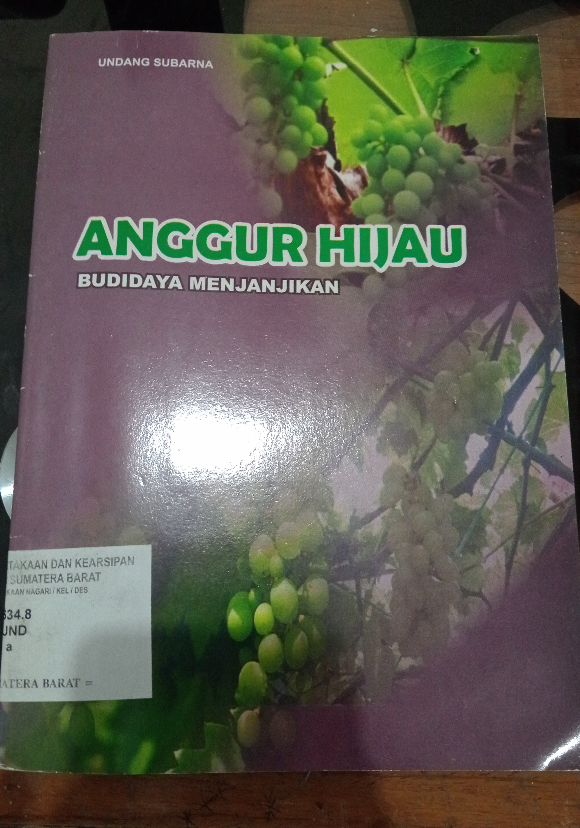 UNDANG SUBARNA
ANGGUR HIJAU
BUDIDAYA MENJANJIKAN
TAKAAN DAN KEARSIPAN
SUMATERA BARAT
KAAN NAGARI / KEL / DES
634.8
UND
a
ATERA BARAT =